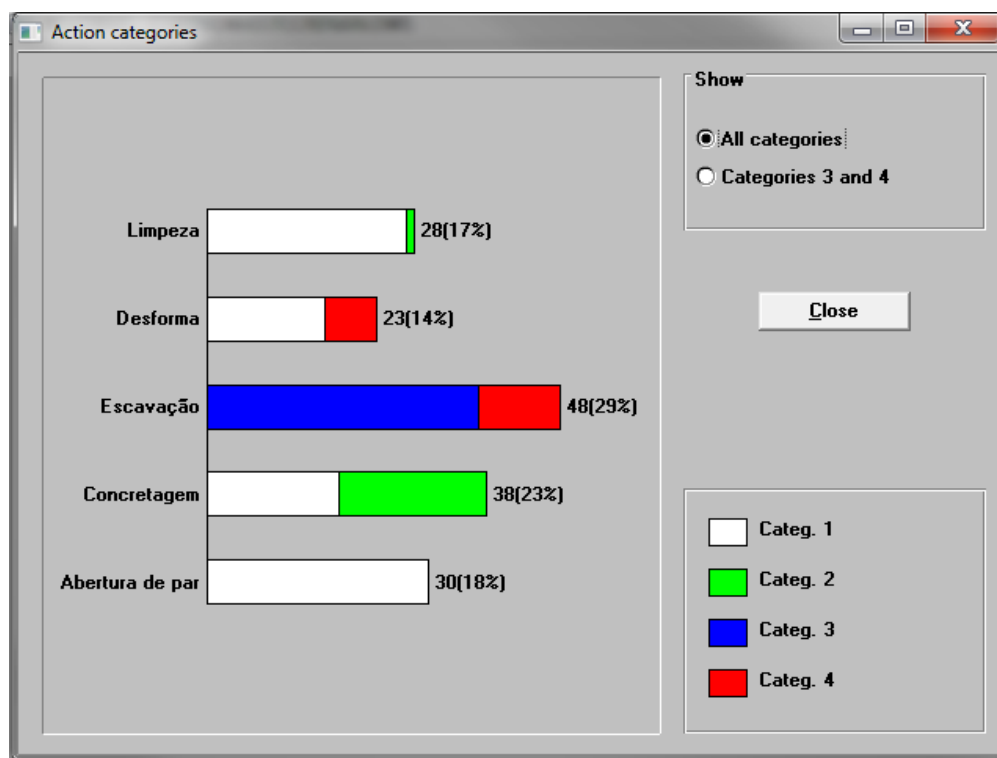 Action categories
Show
All categories
Categories 3 and 4
Limpeza 28(17%)
Desforma 23(14%)
Close
Escavação 48(29%)
Concretagem 38(23%)
Abertura de par 30(18%)
Categ. 1
Categ. 2
Categ. 3
Categ. 4